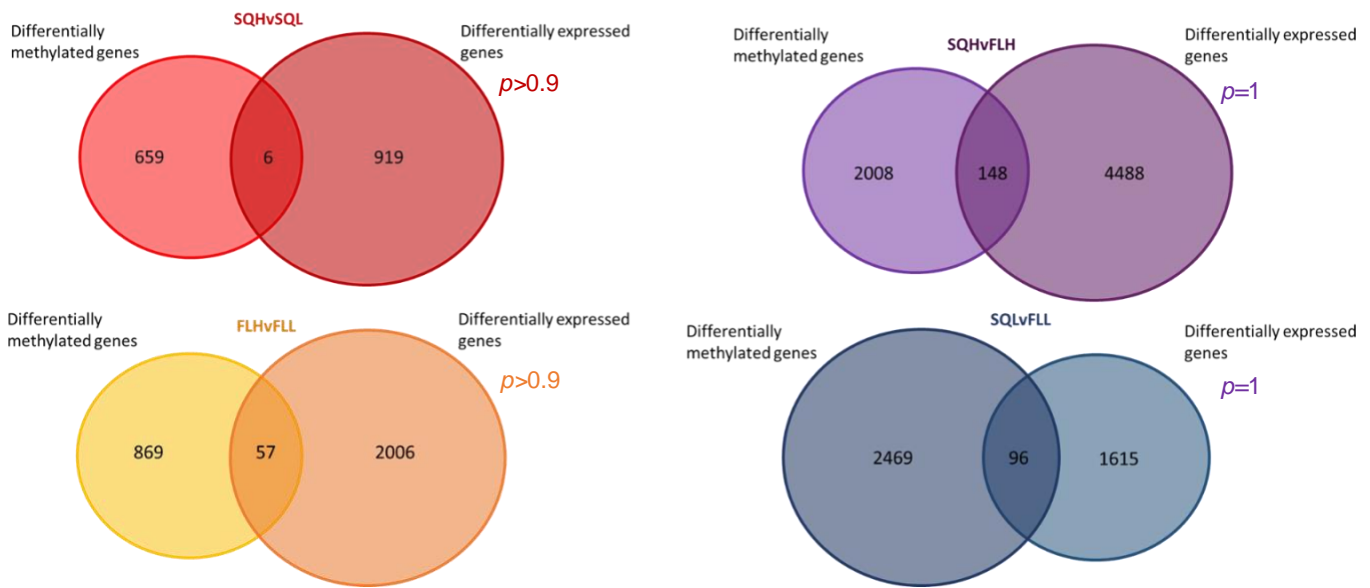 SQHvSQL
Differentially
methylated genes
Differentially expressed
genes
p>0.9
659
6
919
SQHvFLH
Differentially
methylated genes
Differentially expressed
genes
p=1
2008
148
4488
FLHvFLL
Differentially
methylated genes
Differentially expressed
genes
p>0.9
869
57
2006
SQLvFLL
Differentially
methylated genes
Differentially expressed
genes
p=1
2469
96
1615